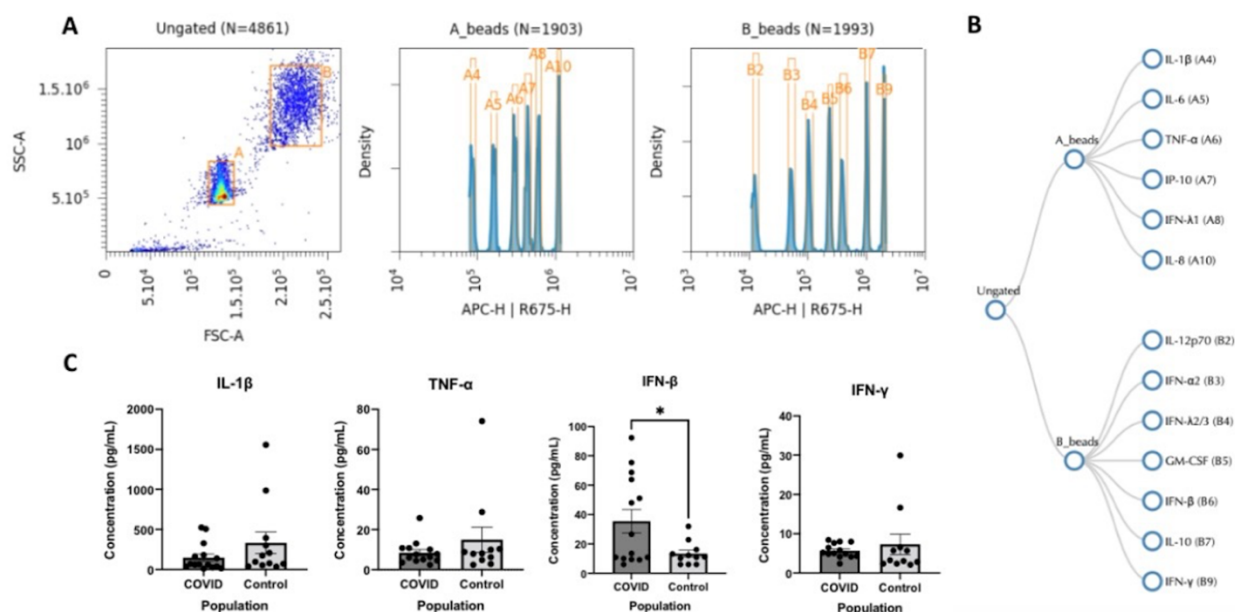 A
Ungated (N=4861)
SSC-A
1.5.10⁶
10⁶
5.10⁵
B
A
0
5.10⁴
10⁵
1.5.10⁵
2.10⁵
2.5.10⁵
FSC-A
A_beads (N=1903)
Density
A4
A5
A6
A7
A8
A10
10⁴
10⁵
10⁶
10⁷
APC-H | R675-H
B_beads (N=1993)
Density
B2
B3
B4
B5
B6
B7
B9
10³
10⁴
10⁵
10⁶
10⁷
APC-H | R675-H
B
Ungated
A_beads
IL-1β (A4)
IL-6 (A5)
TNF-α (A6)
IP-10 (A7)
IFN-λ1 (A8)
IL-8 (A10)
B_beads
IL-12p70 (B2)
IFN-α2 (B3)
IFN-λ2/3 (B4)
GM-CSF (B5)
IFN-β (B6)
IL-10 (B7)
IFN-γ (B9)
C
IL-1β
Concentration (pg/mL)
2000
1500
1000
500
0
COVID Control
Population
TNF-α
Concentration (pg/mL)
80
60
40
20
0
COVID Control
Population
IFN-β
Concentration (pg/mL)
100
80
60
40
20
0
*
COVID Control
Population
IFN-γ
Concentration (pg/mL)
40
30
20
10
0
COVID Control
Population